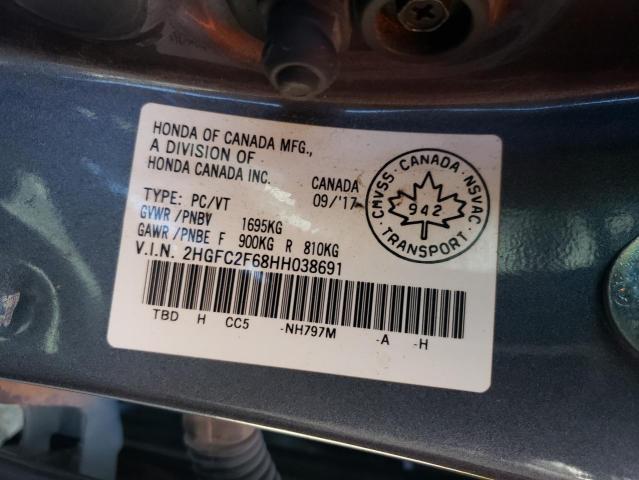 HONDA OF CANADA MFG.,
A DIVISION OF
HONDA CANADA INC.
CANADA
09/'17
TYPE: PC/VT
GVWR/PNBV 1695KG
GAWR/PNBE F 900KG R 810KG
V.I.N. 2HGFC2F68HH038691
TBD H CC5 -NH797M -A -H
CMVSS · CANADA · NSVAC
942
TRANSPORT